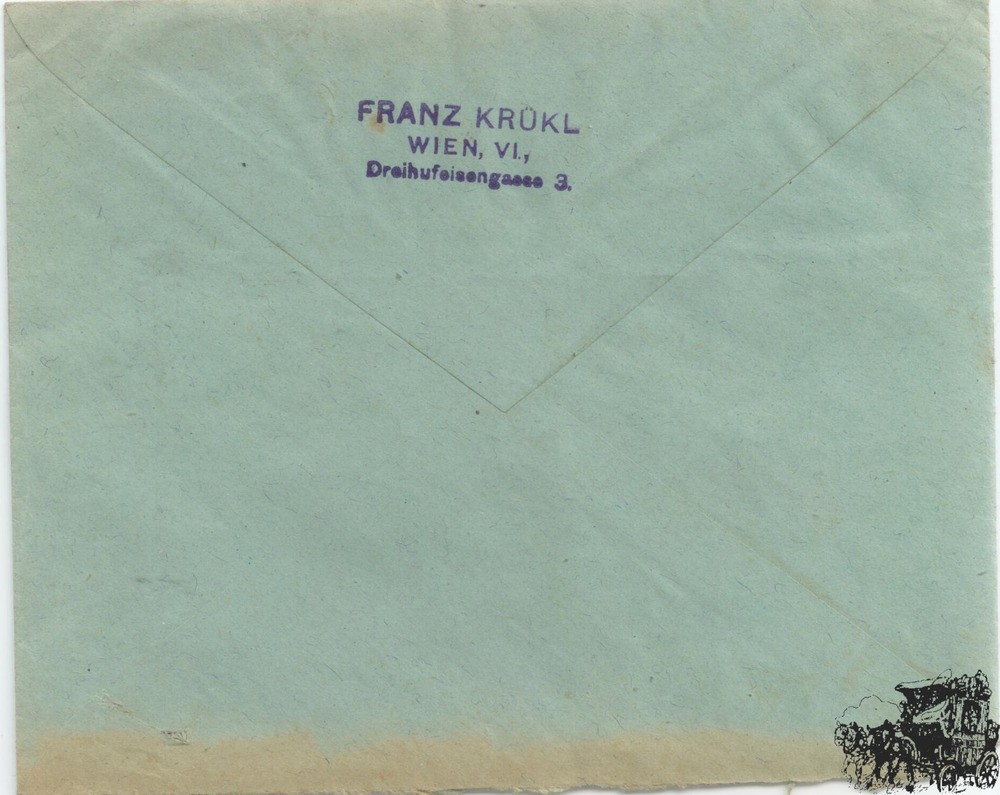 FRANZ KRÜKL
WIEN, VI.,
Dreihufeisengasse 3.